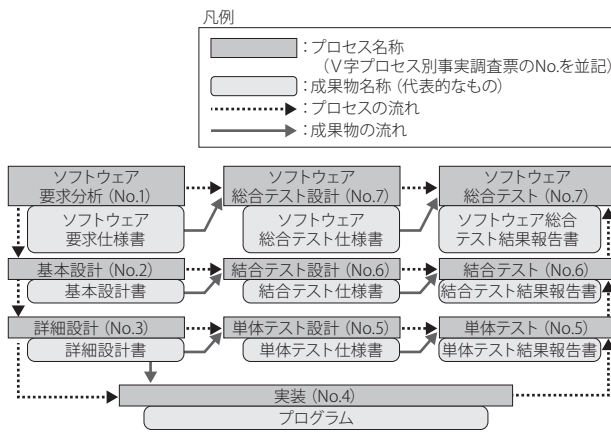 凡例
：プロセス名称
（V字プロセス別事実調査票のNo.を並記）
：成果物名称（代表的なもの）
：プロセスの流れ
：成果物の流れ
ソフトウェア
要求分析（No.1）
ソフトウェア
要求仕様書
ソフトウェア
総合テスト設計（No.7）
ソフトウェア
総合テスト仕様書
ソフトウェア
総合テスト（No.7）
ソフトウェア総合
テスト結果報告書
基本設計（No.2）
基本設計書
結合テスト設計（No.6）
結合テスト仕様書
結合テスト（No.6）
結合テスト結果報告書
詳細設計（No.3）
詳細設計書
単体テスト設計（No.5）
単体テスト仕様書
単体テスト（No.5）
単体テスト結果報告書
実装（No.4）
プログラム